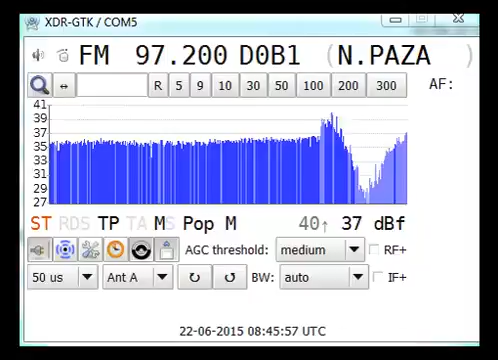 XDR-GTK / COM5
FM 97.200 D0B1 ( N.PAZA )
↔ R 5 9 10 30 50 100 200 300 AF:
41
39
37
35
33
31
29
27
ST RDS TP TA MS Pop M 40↑ 37 dBf
AGC threshold: medium RF+
50 us Ant A ↻ ↺ BW: auto IF+
22-06-2015 08:45:57 UTC